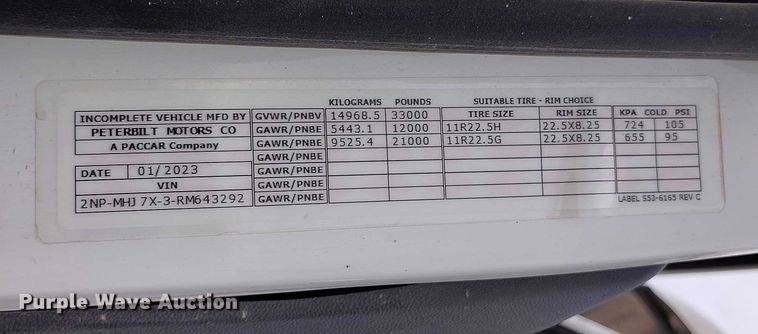 KILOGRAMS POUNDS SUITABLE TIRE - RIM CHOICE
INCOMPLETE VEHICLE MFD BY GVWR/PNBV 14968.5 33000 TIRE SIZE RIM SIZE KPA COLD PSI
PETERBILT MOTORS CO GAWR/PNBE 5443.1 12000 11R22.5H 22.5X8.25 724 105
A PACCAR Company GAWR/PNBE 9525.4 21000 11R22.5G 22.5X8.25 655 95
GAWR/PNBE
DATE 01/2023 GAWR/PNBE
VIN GAWR/PNBE
2NP-MHJ 7X-3-RM643292 GAWR/PNBE
LABEL S53-6165 REV C
Purple Wave Auction